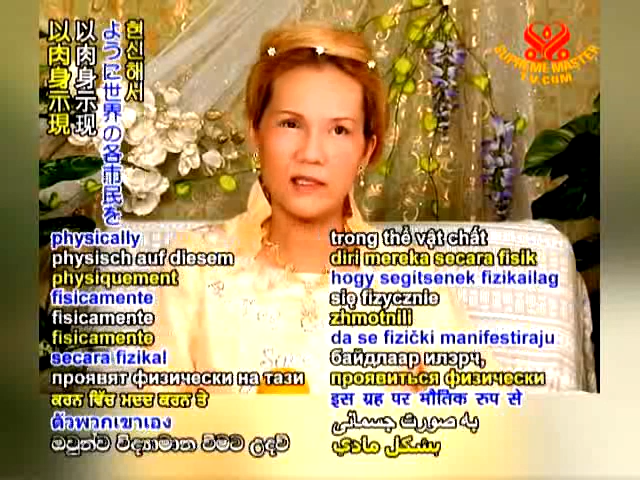 以肉身示現
以肉身示现
ように世界の各市民を
현신해서
SUPREME MASTER
TV.COM
physically
physisch auf diesem
physiquement
fisicamente
fisicamente
fisicamente
secara fizikal
проявят физически на тази
ਕਰਨ ਵਿੱਚ ਮਦਦ ਕਰਨ ਤੇ
ตัวพวกเขาเอง
trong thể vật chất
diri mereka secara fisik
hogy segítsenek fizikailag
się fizycznie
zhmotnili
da se fizički manifestiraju
байдлаар илэрч,
проявиться физически
इस ग्रह पर भौतिक रुप से
به صورت جسمانی
بشكل مادي